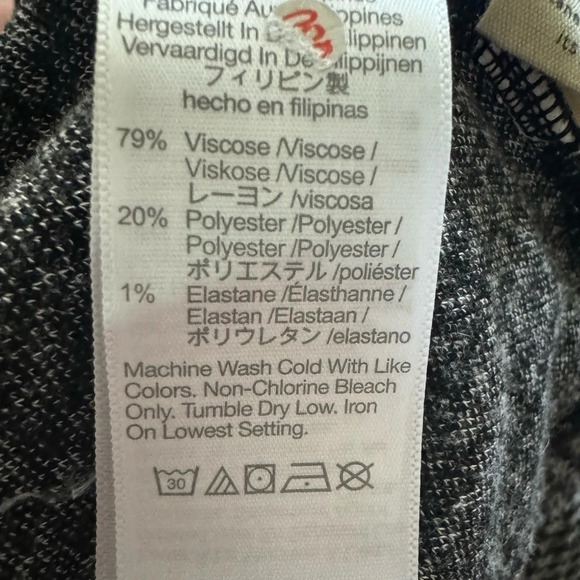 Fabriqué
Hergestellt In
Vervaardigd In
フィリピン製
hecho en filipinas
79% Viscose /Viscose /
Viskose /Viscose /
レーヨン /viscosa
20% Polyester /Polyester /
Polyester /Polyester /
ポリエステル /poliéster
1% Elastane /Élasthanne /
Elastan /Elastaan /
ポリウレタン /elastano
Machine Wash Cold With Like
Colors. Non-Chlorine Bleach
Only. Tumble Dry Low. Iron
On Lowest Setting.
30